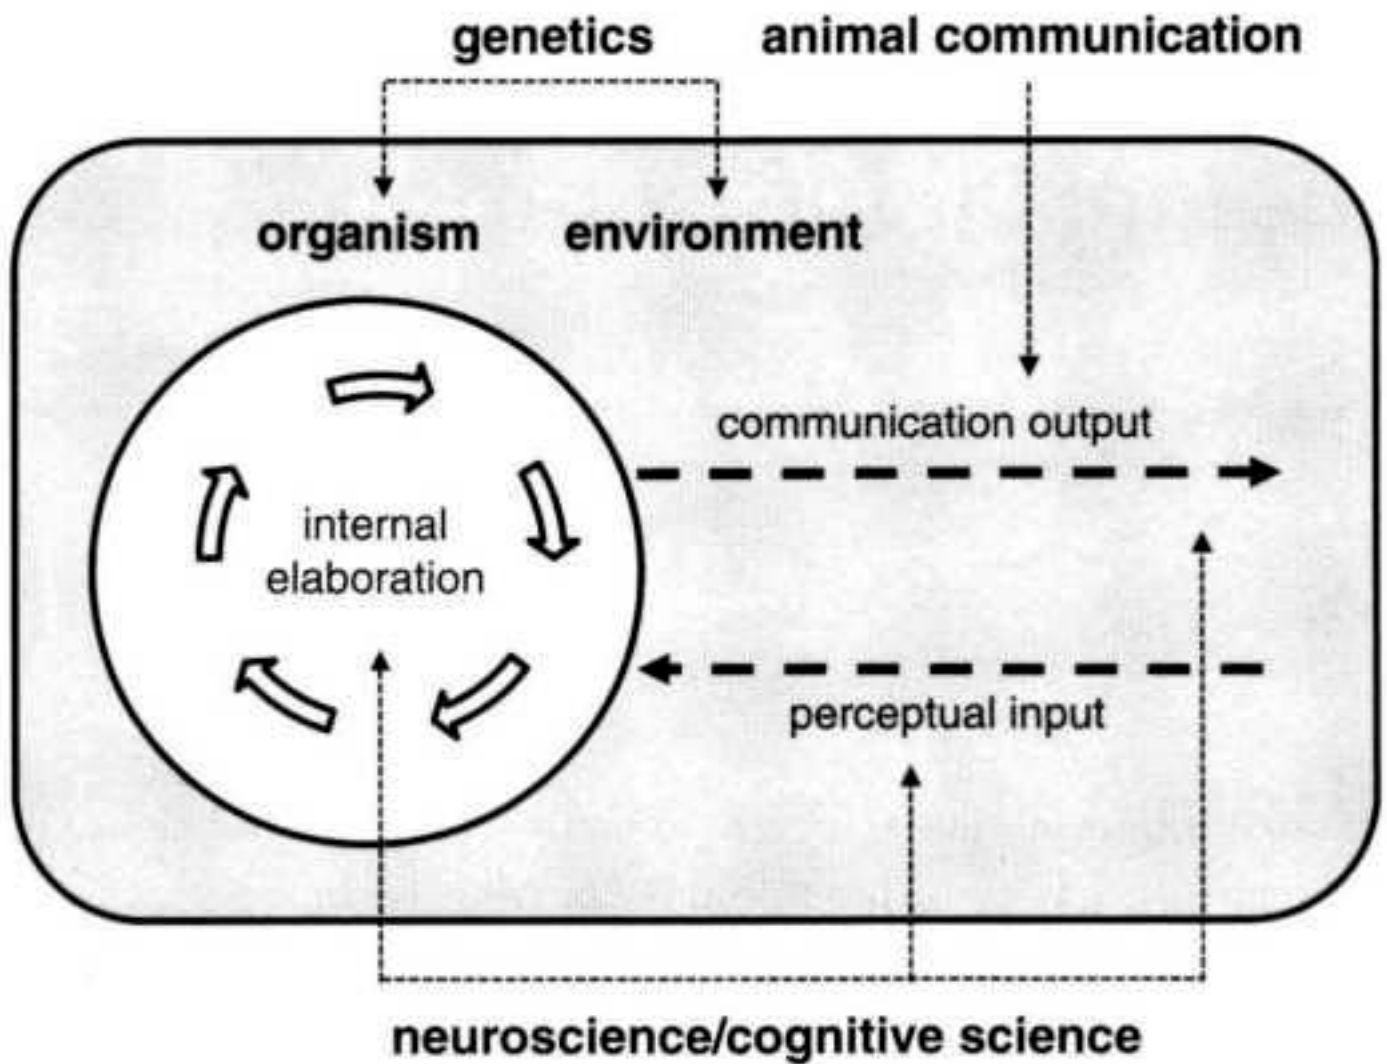 genetics
animal communication
organism
environment
communication output
internal
elaboration
perceptual input
neuroscience/cognitive science